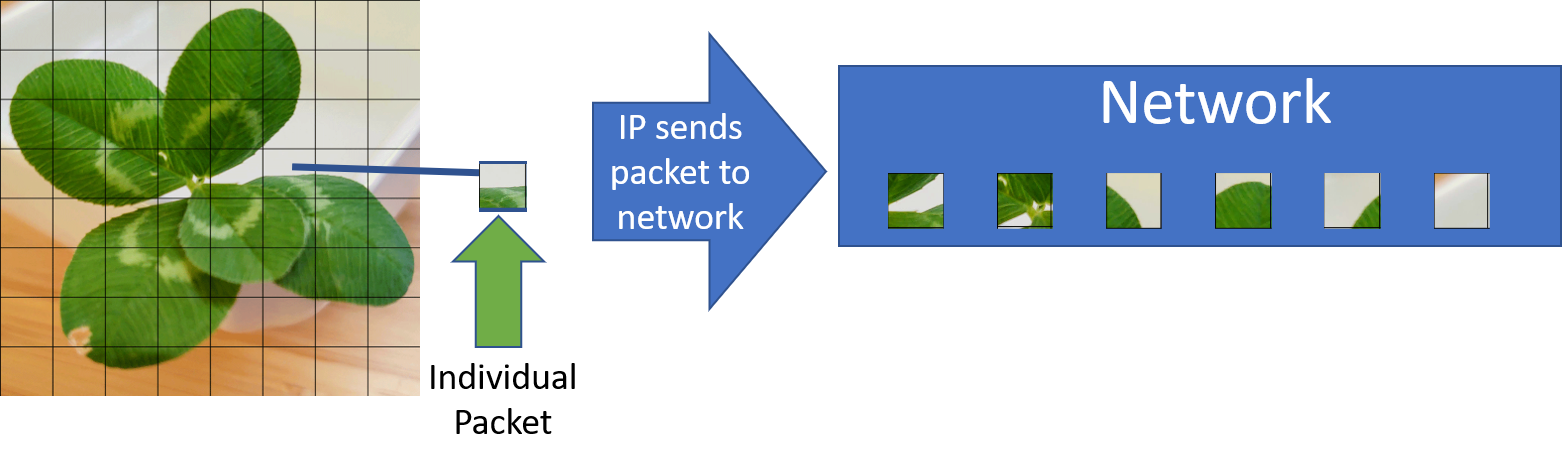 IP sends
packet to
network
Network
Individual
Packet